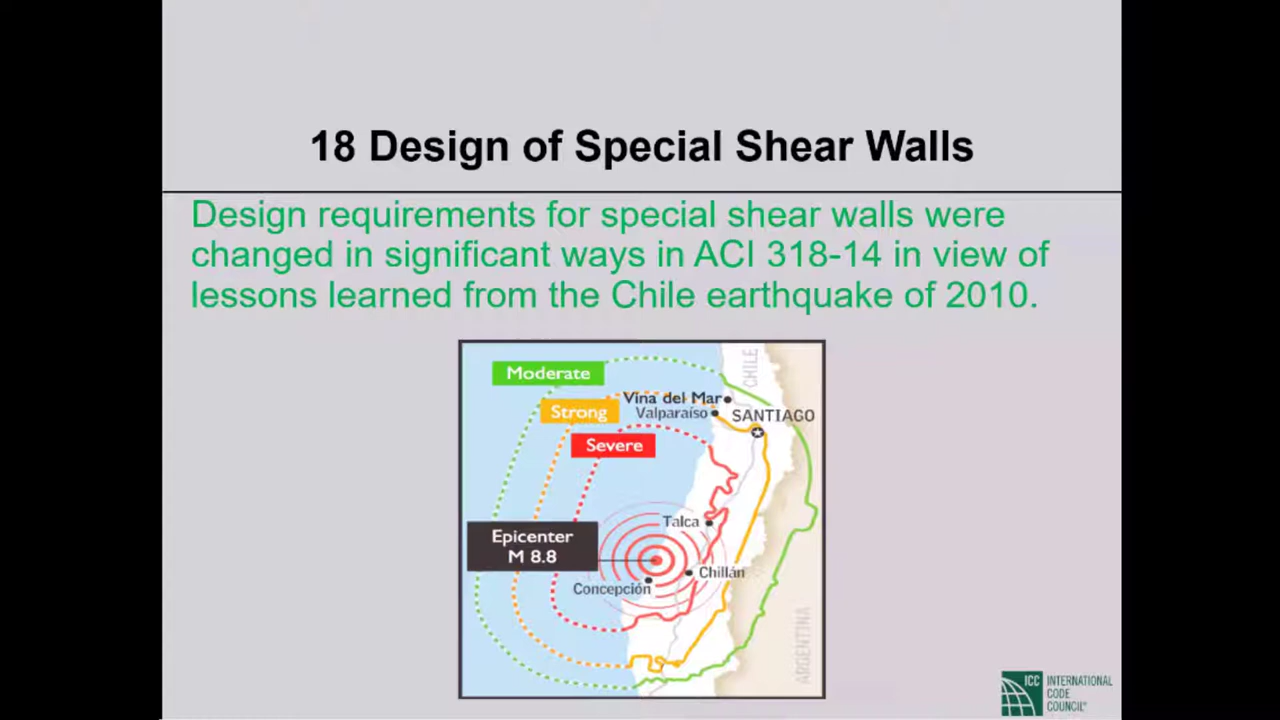 18 Design of Special Shear Walls
Design requirements for special shear walls were
changed in significant ways in ACI 318-14 in view of
lessons learned from the Chile earthquake of 2010.
Moderate
CHILE
Vina del Mar
Strong
Valparaíso
SANTIAGO
Severe
Talca
Epicenter
M 8.8
Chillán
Concepción
ARGENTINA
ICC
INTERNATIONAL
CODE
COUNCIL®